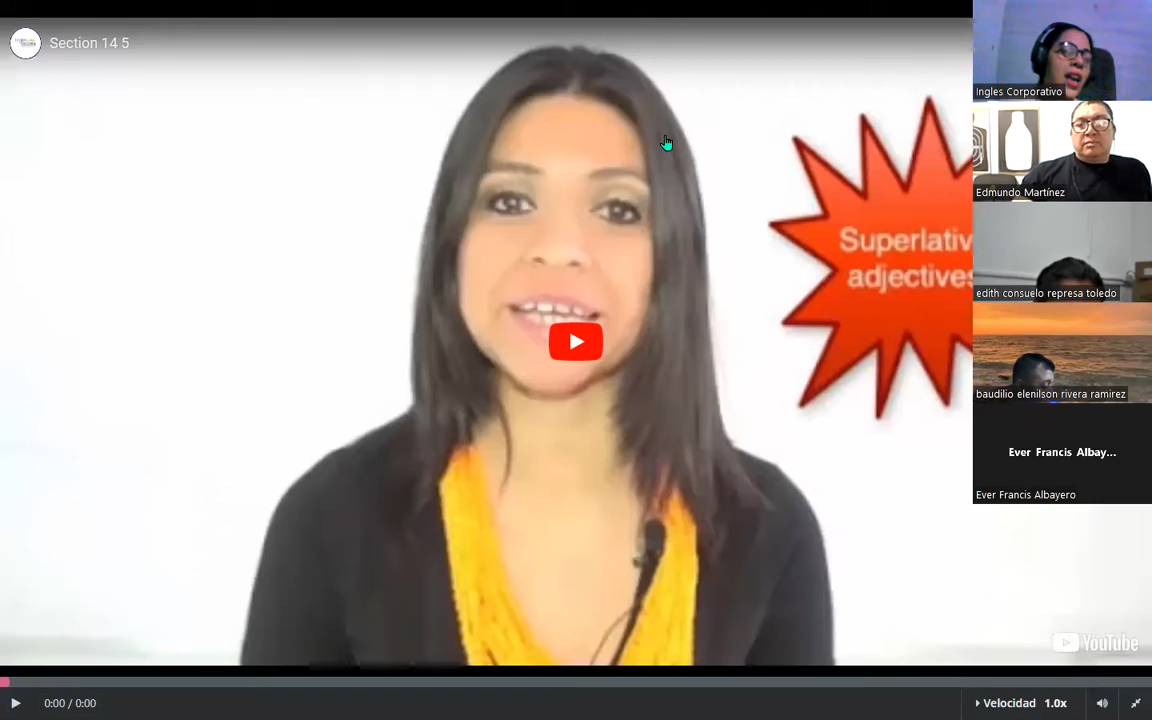 Section 14 5
Superlativ
adjectives
YouTube
0:00 / 0:00
Velocidad 1.0x
Ingles Corporativo
Edmundo Martínez
edith consuelo represa toledo
baudilio elenilson rivera ramirez
Ever Francis Albay...
Ever Francis Albayero